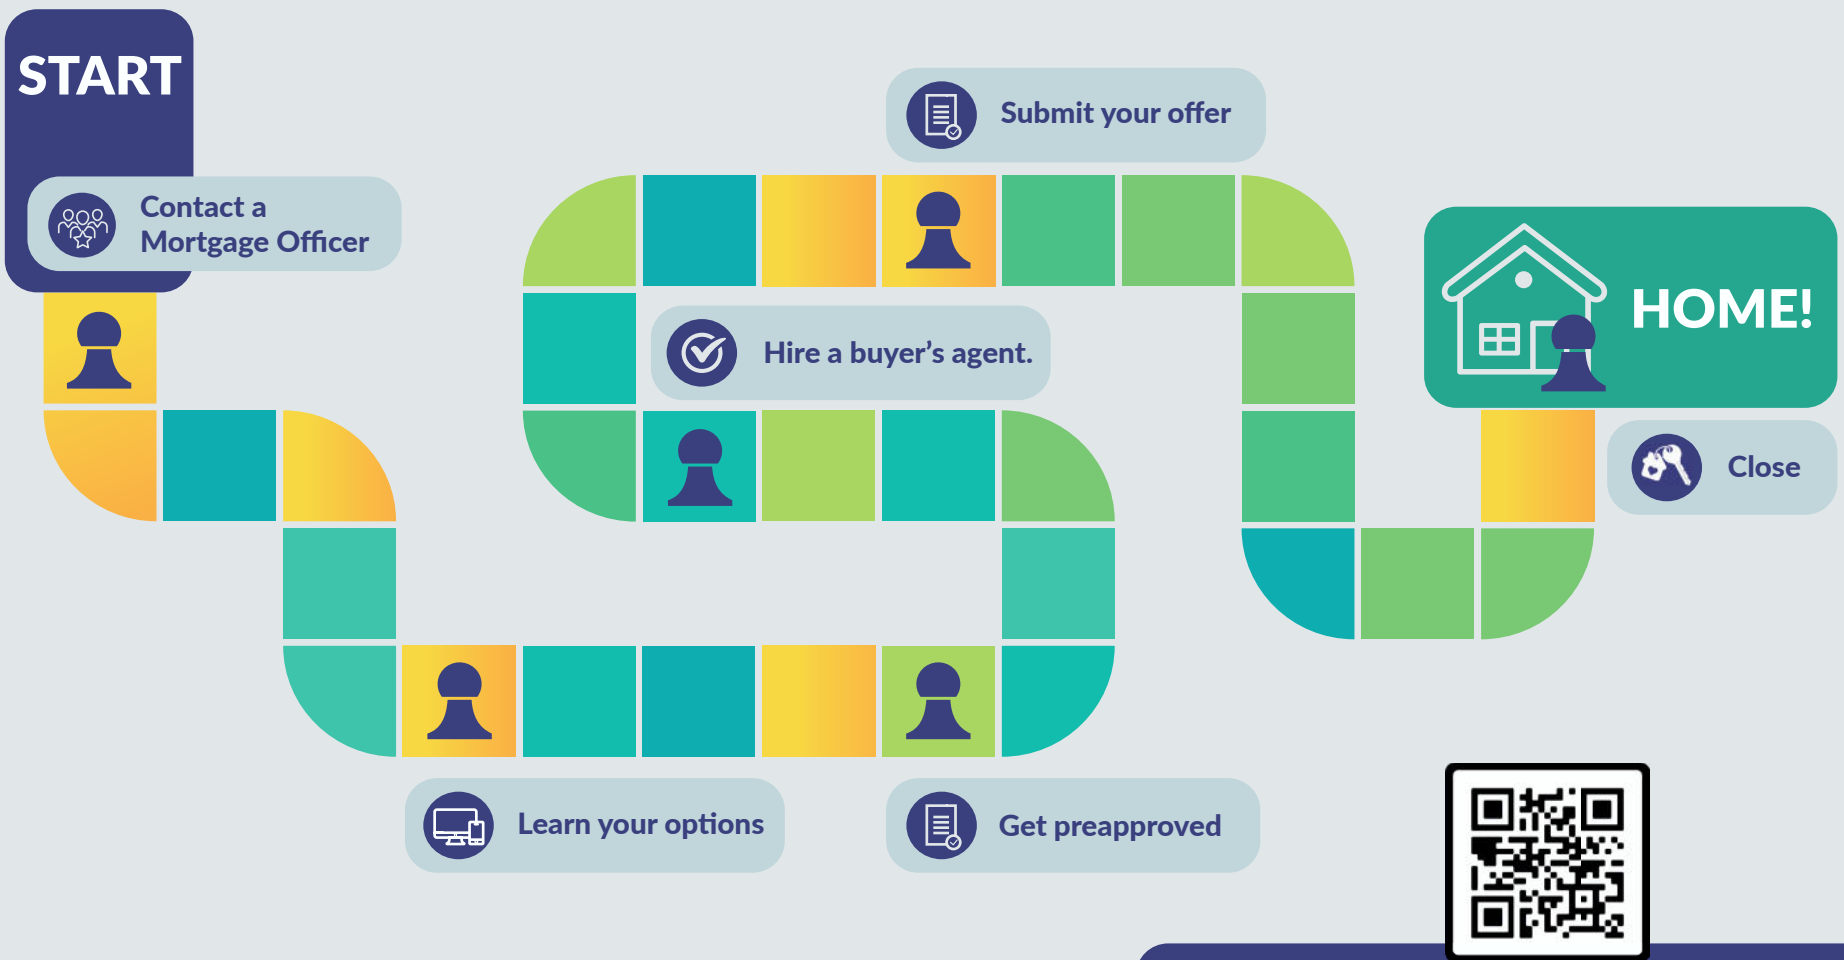 START
Contact a
Mortgage Officer
Submit your offer
Hire a buyer’s agent.
HOME!
Close
Learn your options
Get preapproved